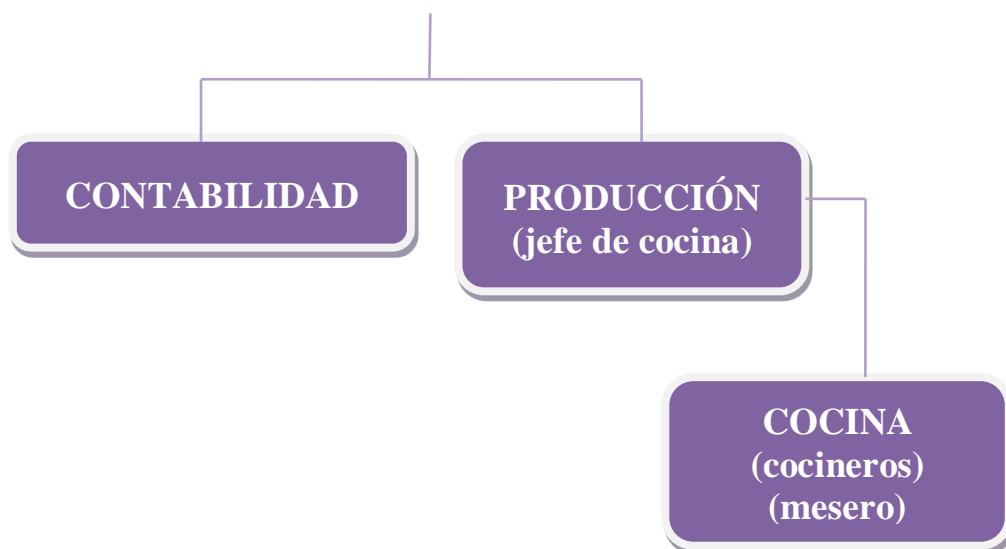 CONTABILIDAD
PRODUCCIÓN
(jefe de cocina)
COCINA
(cocineros)
(mesero)